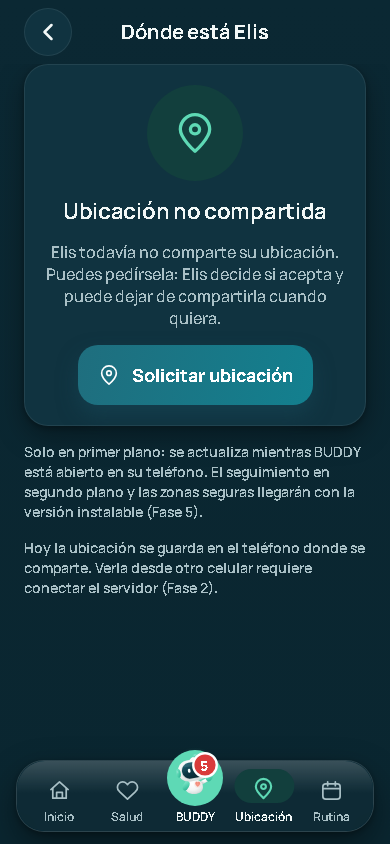 Dónde está Elis
Ubicación no compartida
Elis todavía no comparte su ubicación.
Puedes pedírsela: Elis decide si acepta y
puede dejar de compartirla cuando
quiera.
Solicitar ubicación
Solo en primer plano: se actualiza mientras BUDDY
está abierto en su teléfono. El seguimiento en
segundo plano y las zonas seguras llegarán con la
versión instalable (Fase 5).
Hoy la ubicación se guarda en el teléfono donde se
comparte. Verla desde otro celular requiere
conectar el servidor (Fase 2).
5
Inicio
Salud
BUDDY
Ubicación
Rutina